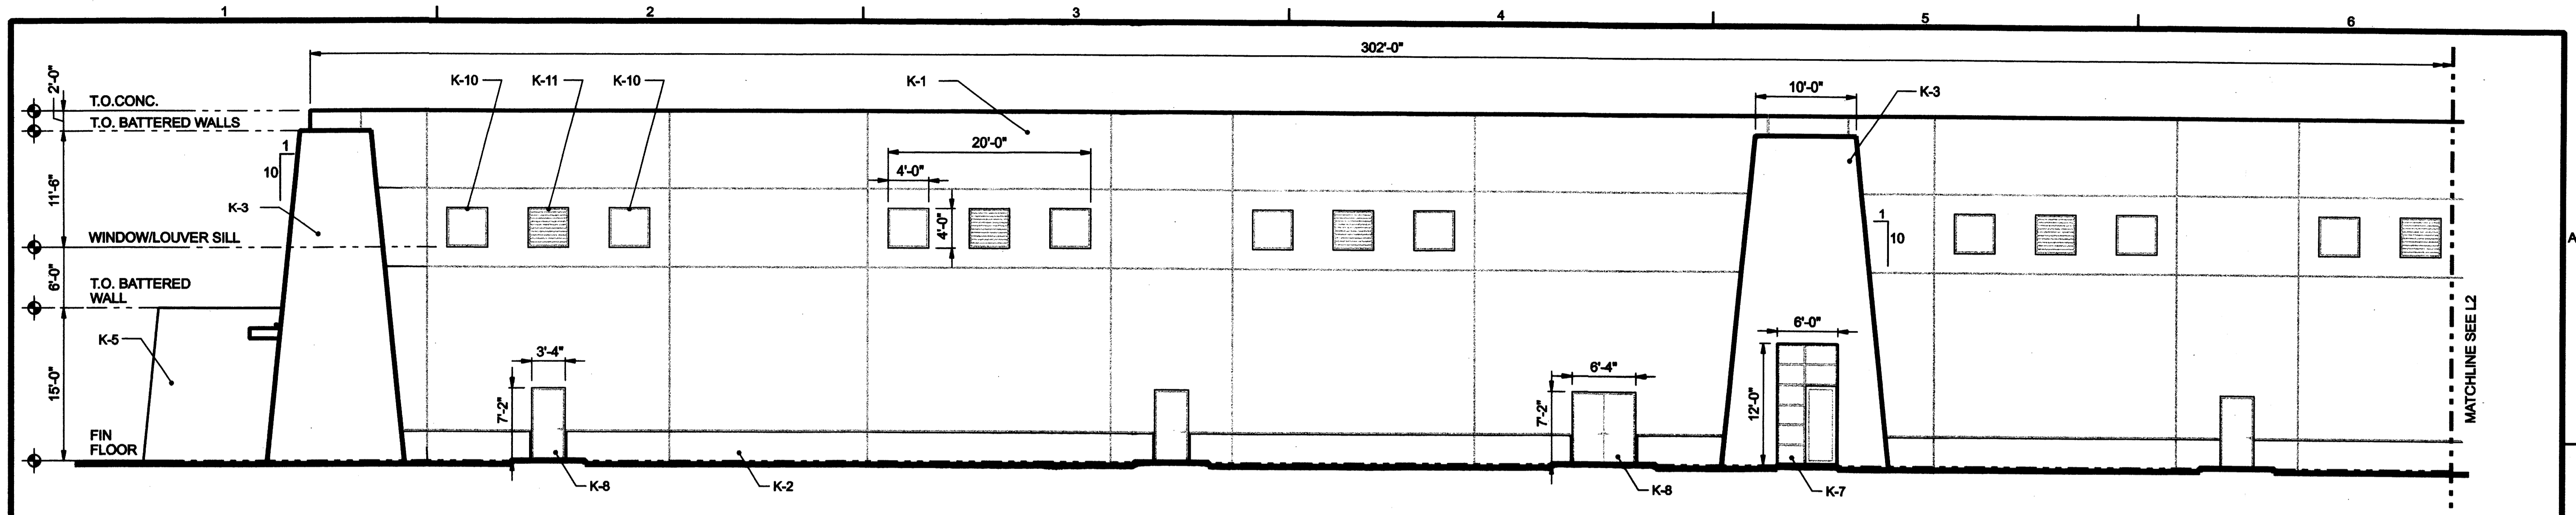 1 2 3 4 5 6
302'-0"
K-10 K-11 K-10 K-1 10'-0" K-3
2'-0"
T.O.CONC.
T.O. BATTERED WALLS
1
10
20'-0"
4'-0"
4'-0"
11'-6"
K-3
1
10
WINDOW/LOUVER SILL
A
6'-0"
T.O. BATTERED
WALL
K-5
15'-0"
3'-4"
7'-2"
6'-4"
7'-2"
6'-0"
12'-0"
MATCHLINE SEE L2
FIN
FLOOR
K-8 K-2 K-8 K-7